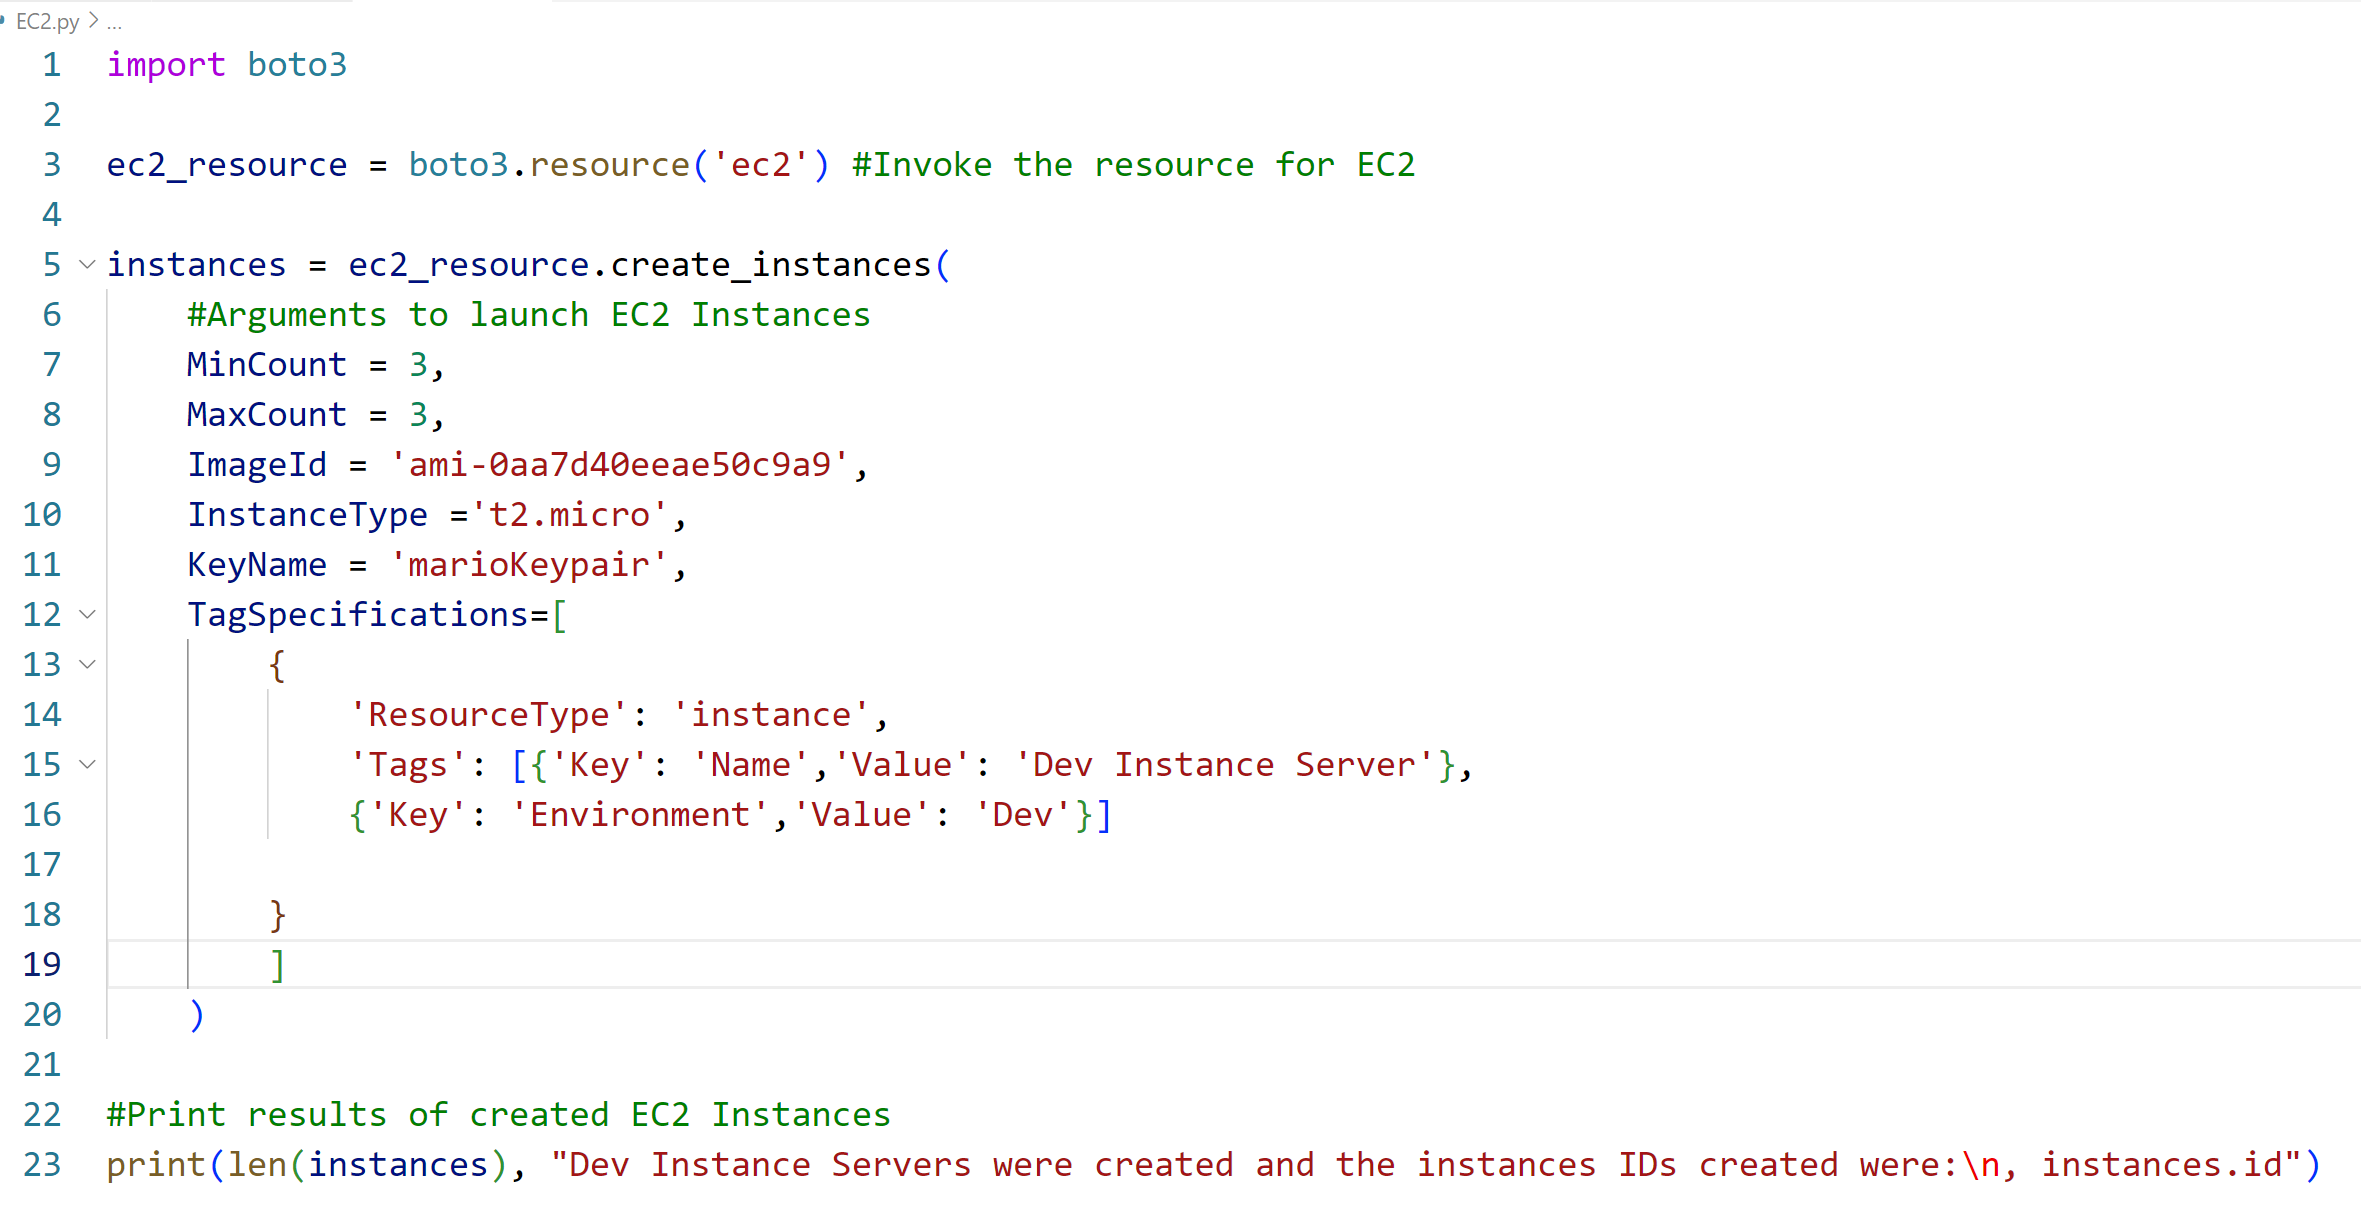 EC2.py > ...
1 import boto3
2
3 ec2_resource = boto3.resource('ec2') #Invoke the resource for EC2
4
5 instances = ec2_resource.create_instances(
6     #Arguments to launch EC2 Instances
7     MinCount = 3,
8     MaxCount = 3,
9     ImageId = 'ami-0aa7d40eeae50c9a9',
10     InstanceType ='t2.micro',
11     KeyName = 'marioKeypair',
12     TagSpecifications=[
13         {
14             'ResourceType': 'instance',
15             'Tags': [{'Key': 'Name','Value': 'Dev Instance Server'},
16             {'Key': 'Environment','Value': 'Dev'}]
17
18         }
19         ]
20     )
21
22 #Print results of created EC2 Instances
23 print(len(instances), "Dev Instance Servers were created and the instances IDs created were:\n, instances.id")